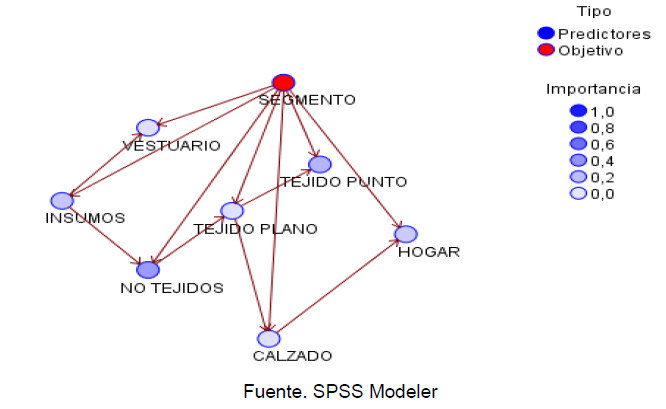 Tipo
Predictores
Objetivo
Importancia
1,0
0,8
0,6
0,4
0,2
0,0
SEGMENTO
VESTUARIO
TEJIDO PUNTO
INSUMOS
TEJIDO PLANO
HOGAR
NO TEJIDOS
CALZADO
Fuente. SPSS Modeler